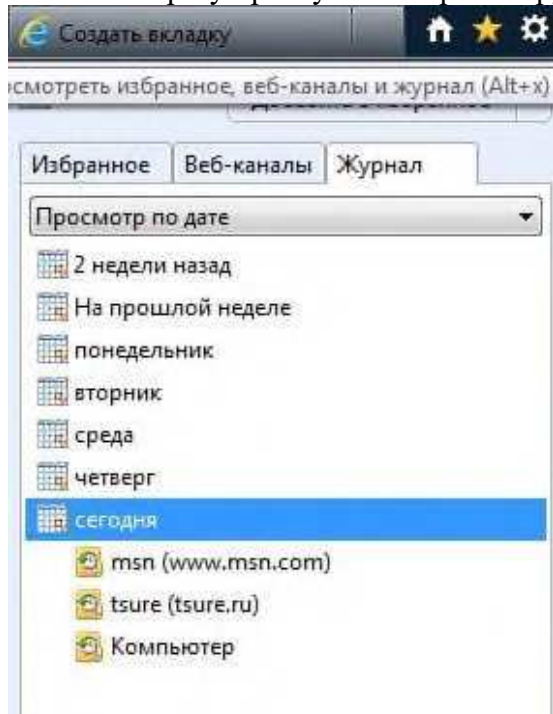 Создать вкладку
смотреть избранное, веб-каналы и журнал (Alt+x)
Избранное Веб-каналы Журнал
Просмотр по дате
2 недели назад
На прошлой неделе
понедельник
вторник
среда
четверг
сегодня
msn (www.msn.com)
tsure (tsure.ru)
Компьютер